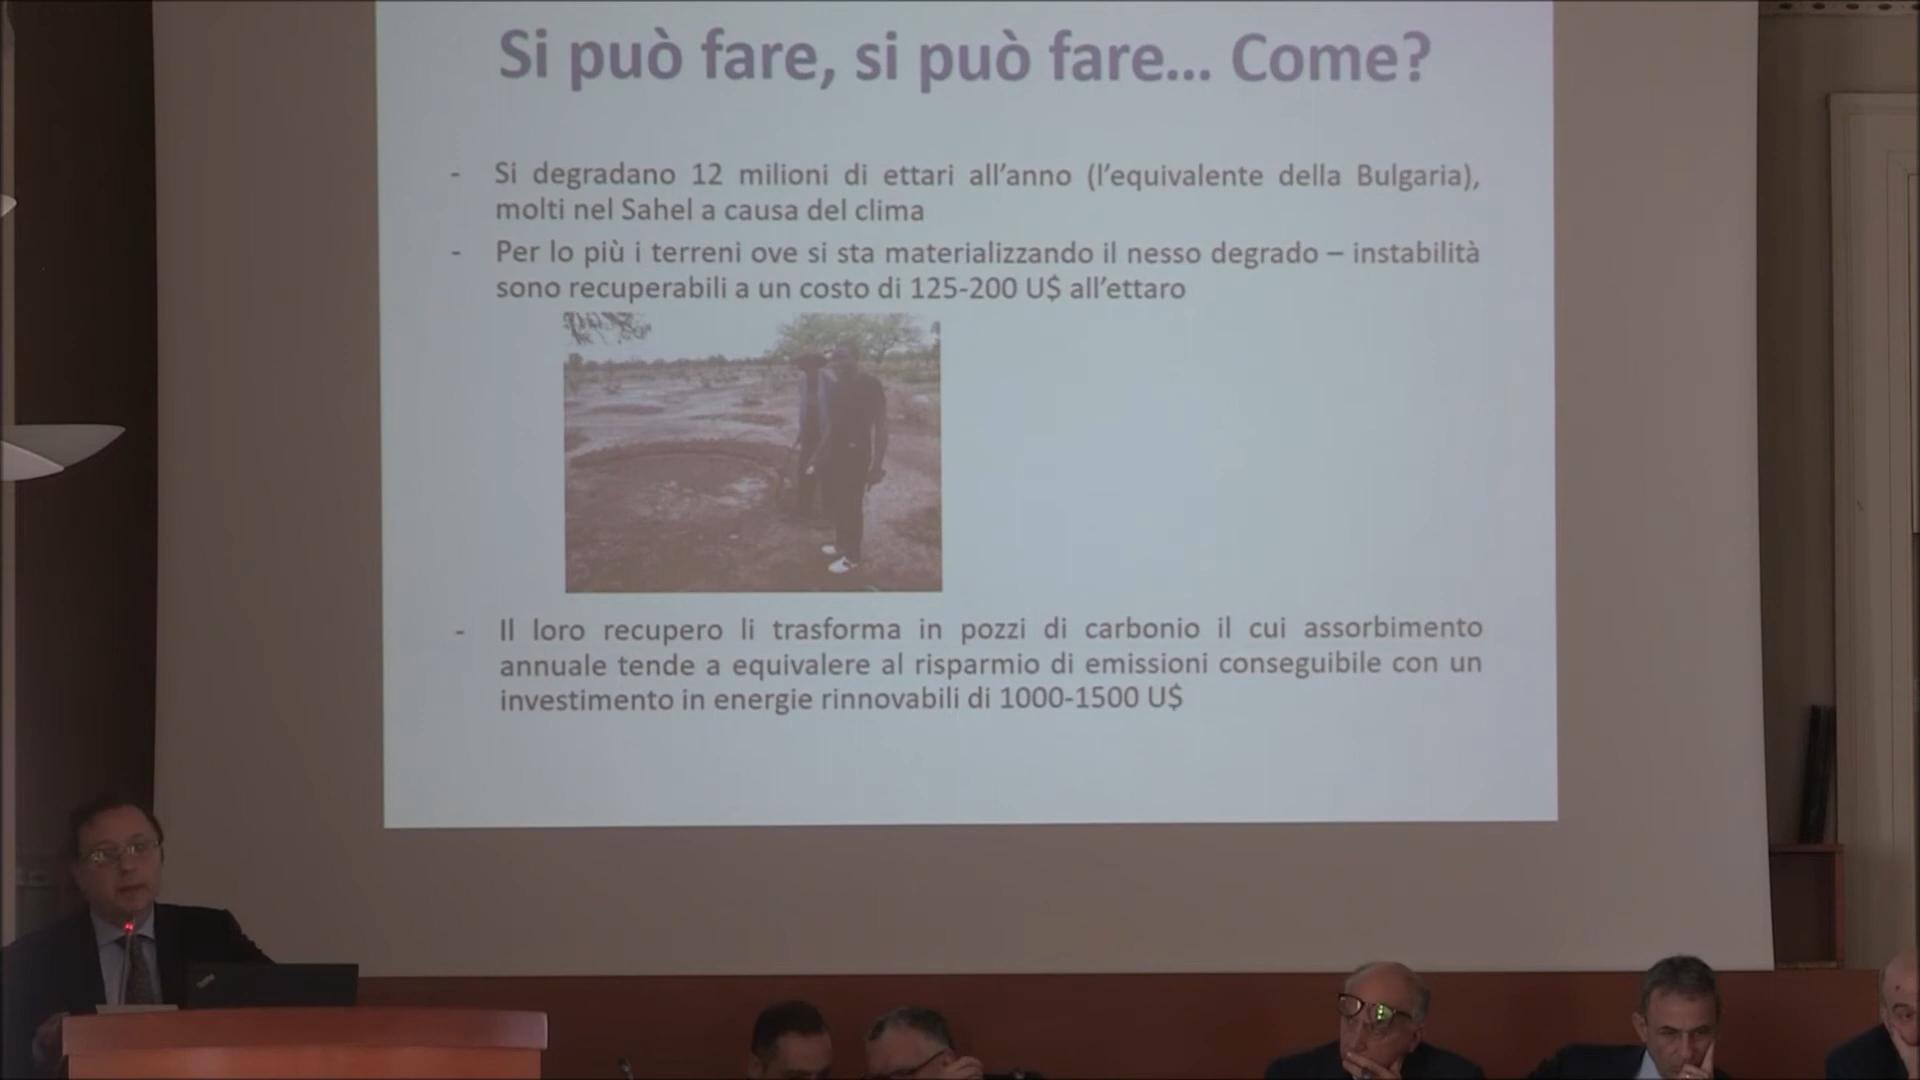 Si può fare, si può fare... Come?
- Si degradano 12 milioni di ettari all'anno (l'equivalente della Bulgaria),
molti nel Sahel a causa del clima
- Per lo più i terreni ove si sta materializzando il nesso degrado – instabilità
sono recuperabili a un costo di 125-200 U$ all'ettaro
- Il loro recupero li trasforma in pozzi di carbonio il cui assorbimento
annuale tende a equivalere al risparmio di emissioni conseguibile con un
investimento in energie rinnovabili di 1000-1500 U$